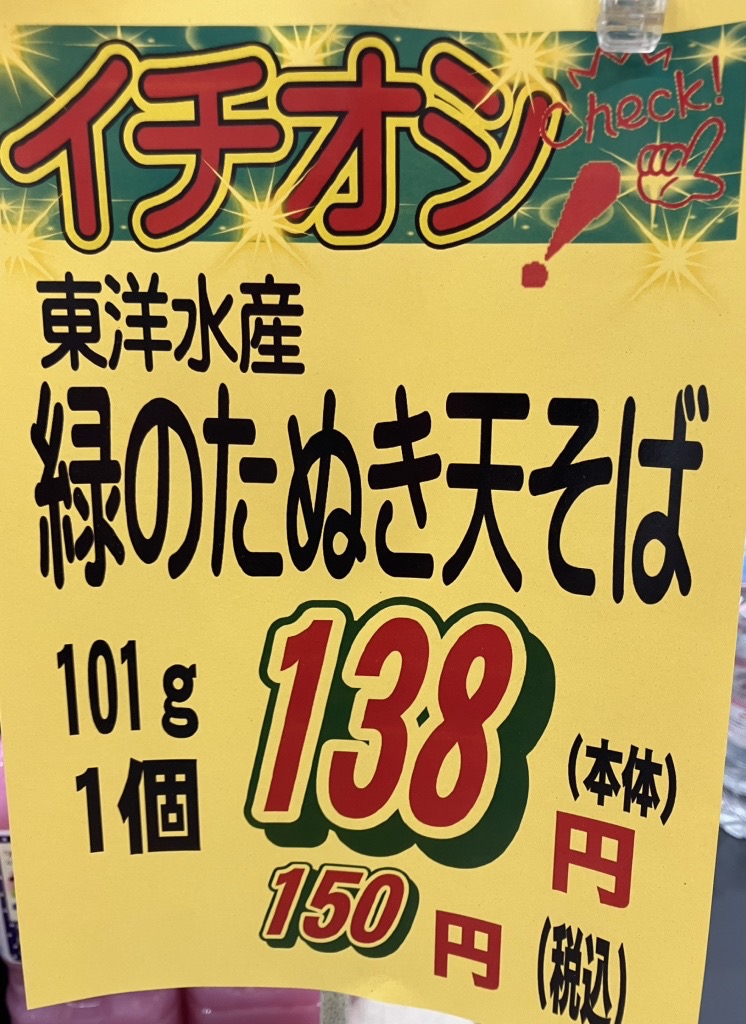 イチオシ
Check!
!
東洋水産
緑のたぬき天そば
101g
1個
138
(本体)
円
150
円
(税込)